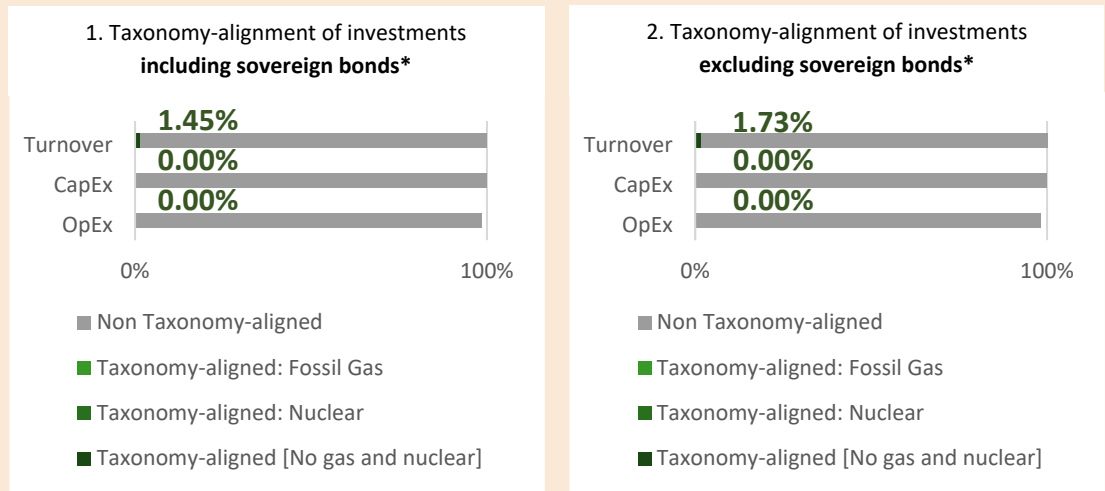 1. Taxonomy-alignment of investments
including sovereign bonds*
1.45%
Turnover
0.00%
CapEx
0.00%
OpEx
0%
100%
Non Taxonomy-aligned
Taxonomy-aligned: Fossil Gas
Taxonomy-aligned: Nuclear
Taxonomy-aligned [No gas and nuclear]
2. Taxonomy-alignment of investments
excluding sovereign bonds*
1.73%
Turnover
0.00%
CapEx
0.00%
OpEx
0%
100%
Non Taxonomy-aligned
Taxonomy-aligned: Fossil Gas
Taxonomy-aligned: Nuclear
Taxonomy-aligned [No gas and nuclear]